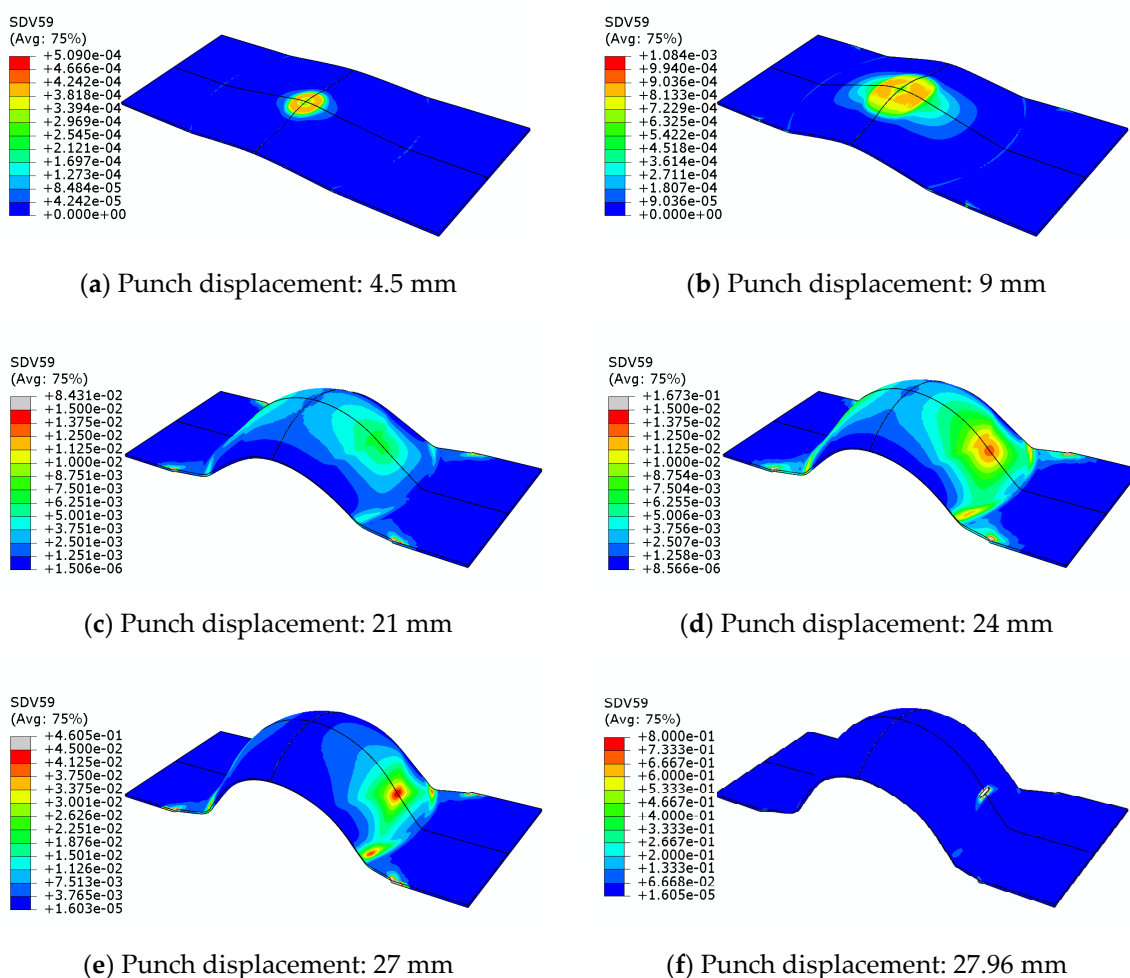 SDV59
(Avg: 75%)
+5.090e-04
+4.666e-04
+4.242e-04
+3.818e-04
+3.394e-04
+2.969e-04
+2.545e-04
+2.121e-04
+1.697e-04
+1.273e-04
+8.484e-05
+4.242e-05
+0.000e+00
(a) Punch displacement: 4.5 mm
SDV59
(Avg: 75%)
+1.084e-03
+9.940e-04
+9.036e-04
+8.133e-04
+7.229e-04
+6.325e-04
+5.422e-04
+4.518e-04
+3.614e-04
+2.711e-04
+1.807e-04
+9.036e-05
+0.000e+00
(b) Punch displacement: 9 mm
SDV59
(Avg: 75%)
+8.431e-02
+1.500e-02
+1.375e-02
+1.250e-02
+1.125e-02
+1.000e-02
+8.751e-03
+7.501e-03
+6.251e-03
+5.001e-03
+3.751e-03
+2.501e-03
+1.251e-03
+1.506e-06
(c) Punch displacement: 21 mm
SDV59
(Avg: 75%)
+1.673e-01
+1.500e-02
+1.375e-02
+1.250e-02
+1.125e-02
+1.000e-02
+8.754e-03
+7.504e-03
+6.255e-03
+5.006e-03
+3.756e-03
+2.507e-03
+1.258e-03
+8.566e-06
(d) Punch displacement: 24 mm
SDV59
(Avg: 75%)
+4.605e-01
+4.500e-02
+4.125e-02
+3.750e-02
+3.375e-02
+3.001e-02
+2.626e-02
+2.251e-02
+1.876e-02
+1.501e-02
+1.126e-02
+7.513e-03
+3.765e-03
+1.603e-05
(e) Punch displacement: 27 mm
SDV59
(Avg: 75%)
+8.000e-01
+7.333e-01
+6.667e-01
+6.000e-01
+5.333e-01
+4.667e-01
+4.000e-01
+3.333e-01
+2.667e-01
+2.000e-01
+1.333e-01
+6.668e-02
+1.605e-05
(f) Punch displacement: 27.96 mm